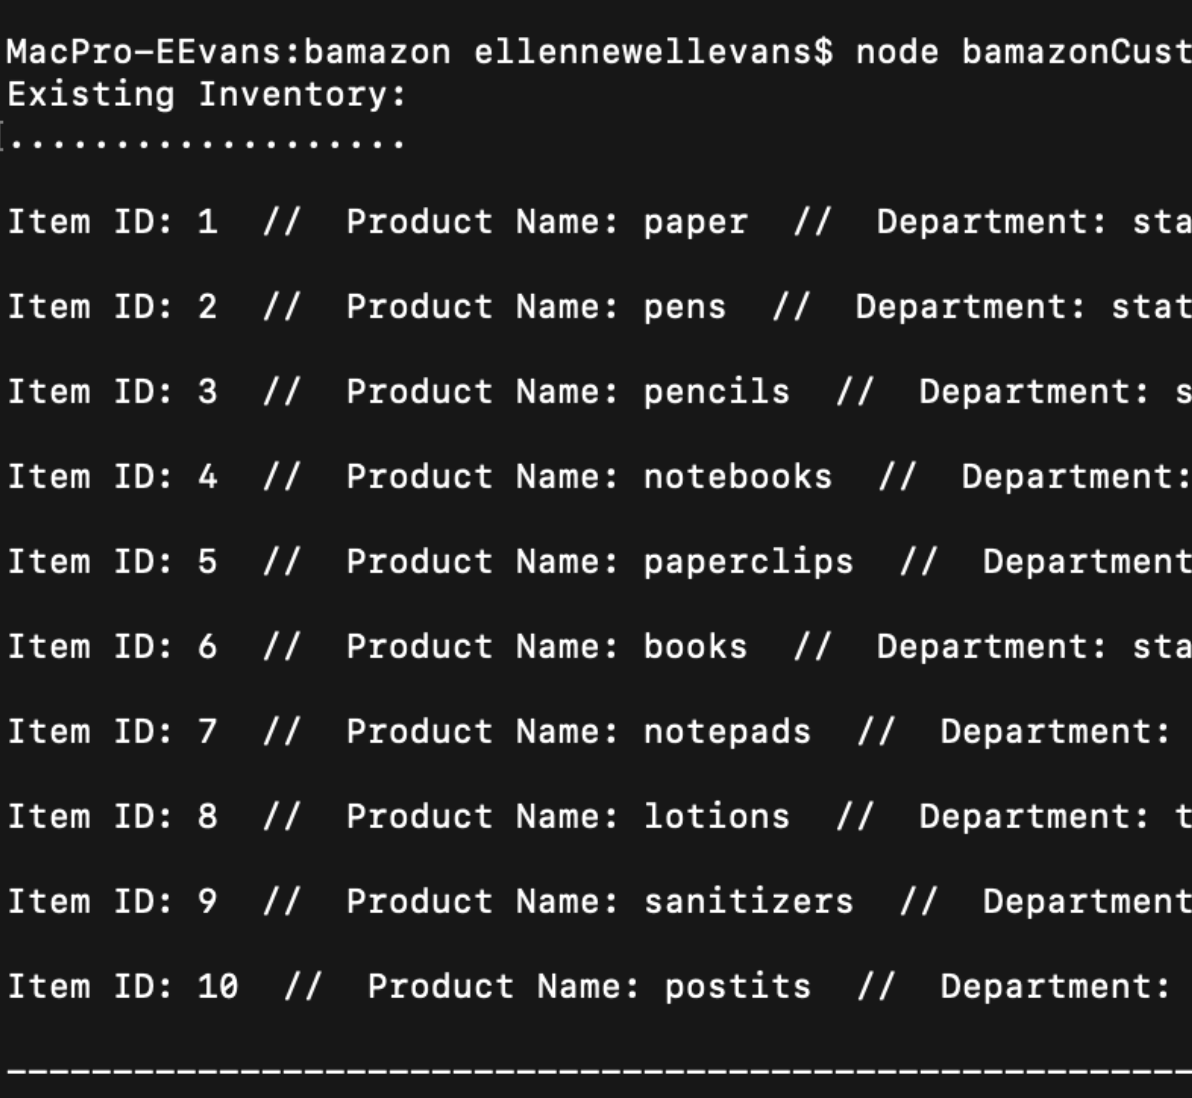 MacPro-EEvans:bamazon ellennewellevans$ node bamazonCust
Existing Inventory:
...................
Item ID: 1  //  Product Name: paper  //  Department: sta
Item ID: 2  //  Product Name: pens  //  Department: stat
Item ID: 3  //  Product Name: pencils  //  Department: s
Item ID: 4  //  Product Name: notebooks  //  Department:
Item ID: 5  //  Product Name: paperclips  //  Department
Item ID: 6  //  Product Name: books  //  Department: sta
Item ID: 7  //  Product Name: notepads  //  Department:
Item ID: 8  //  Product Name: lotions  //  Department: t
Item ID: 9  //  Product Name: sanitizers  //  Department
Item ID: 10  //  Product Name: postits  //  Department:
--------------------------------------------------------